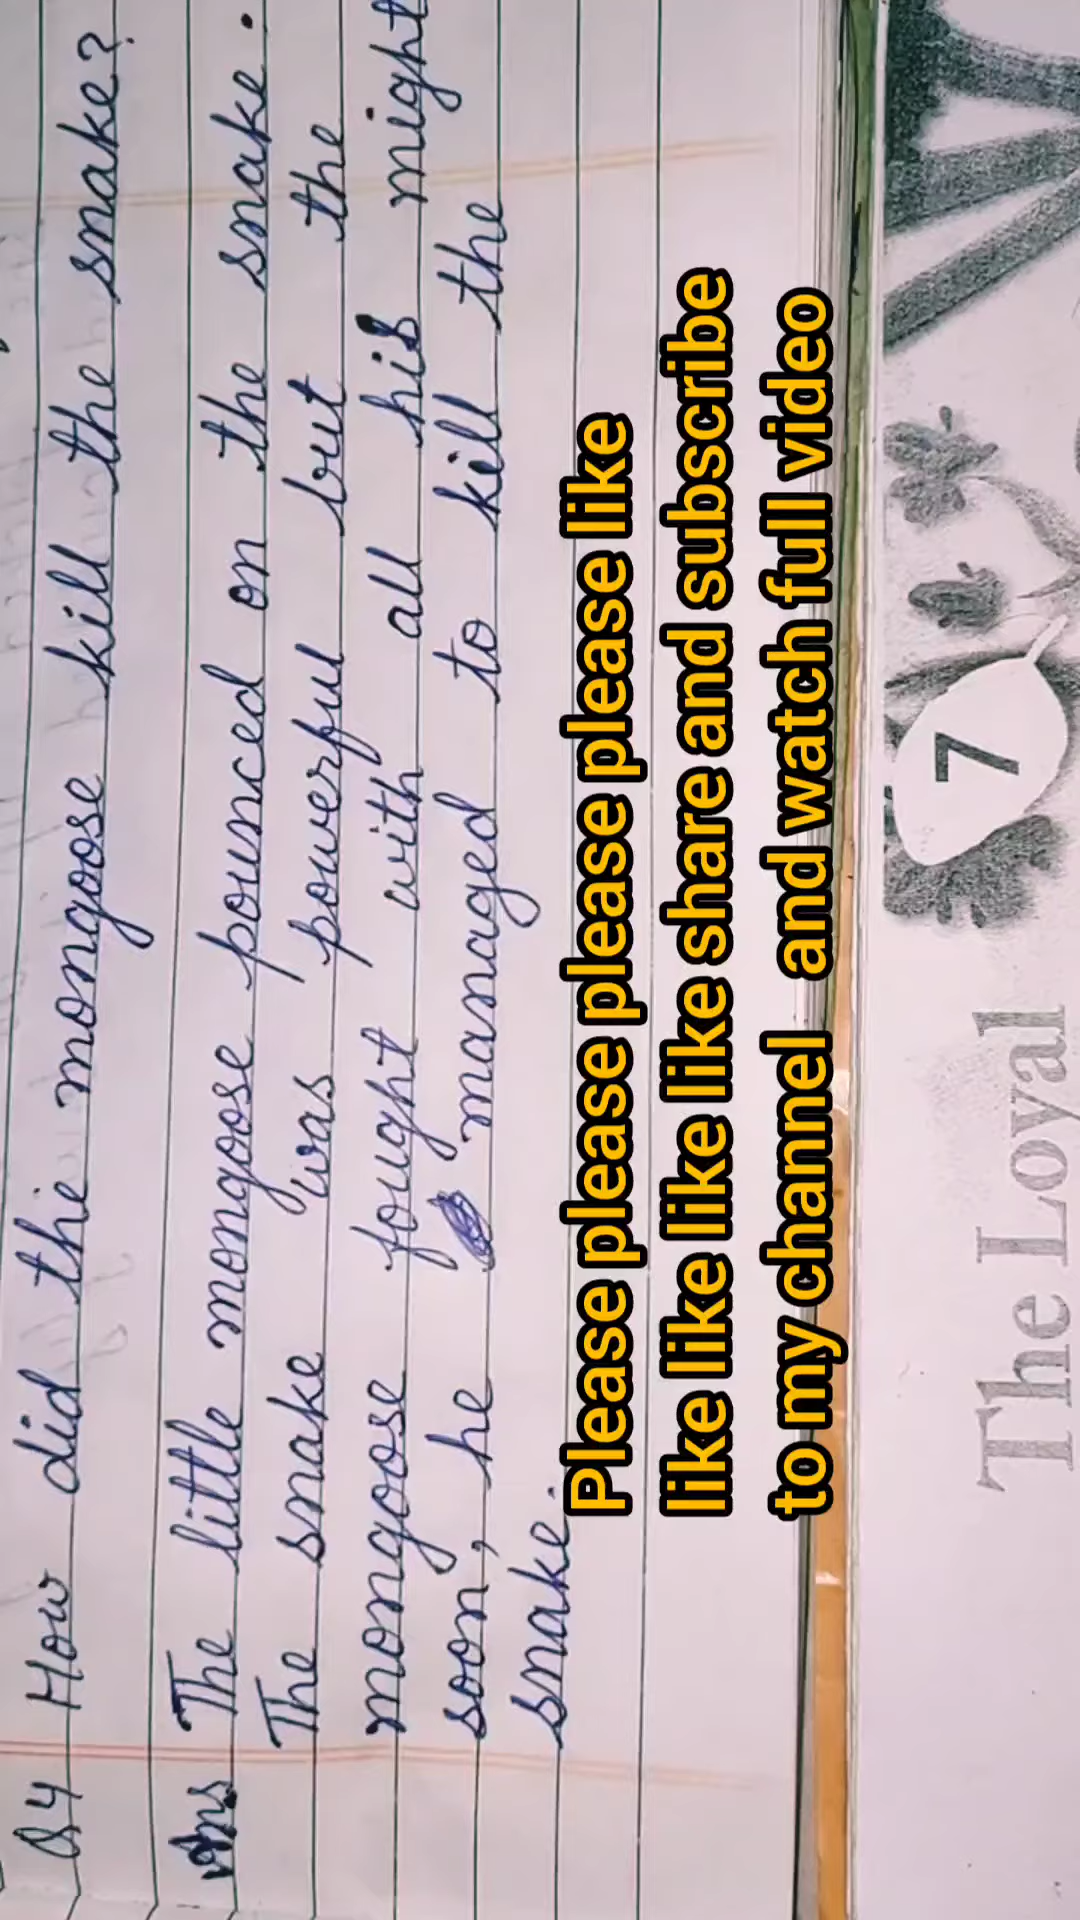 Q4 How did the mongoose kill the snake?
Ans The little mongoose pounced on the snake.
The snake was powerful but the
mongoose fought with all his might
soon, he managed to kill the
snake.
Please please please please like
like like like like share and subscribe
to my channel and watch full video
7
The Loyal